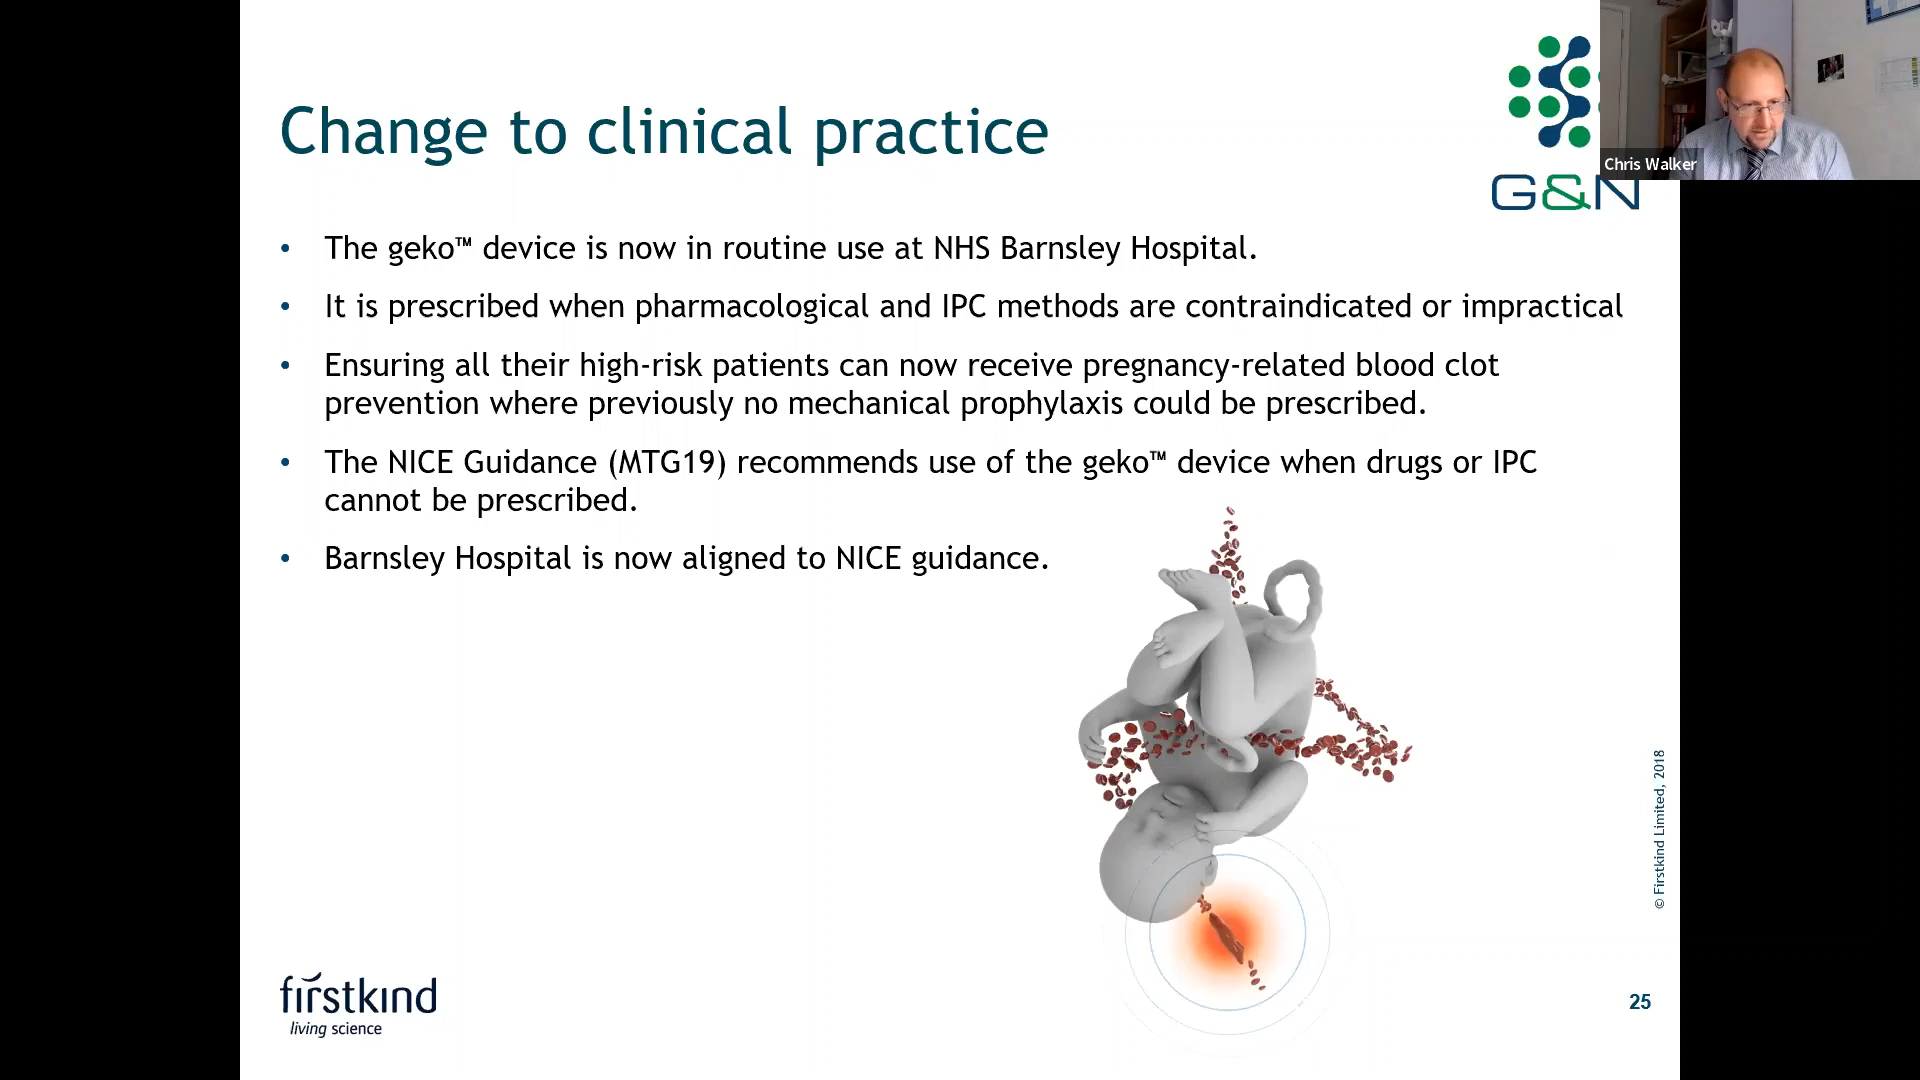 Change to clinical practice
G&N
Chris Walker
• The geko™ device is now in routine use at NHS Barnsley Hospital.
• It is prescribed when pharmacological and IPC methods are contraindicated or impractical
• Ensuring all their high-risk patients can now receive pregnancy-related blood clot
prevention where previously no mechanical prophylaxis could be prescribed.
• The NICE Guidance (MTG19) recommends use of the geko™ device when drugs or IPC
cannot be prescribed.
• Barnsley Hospital is now aligned to NICE guidance.
© Firstkind Limited, 2018
firstkind
living science
25